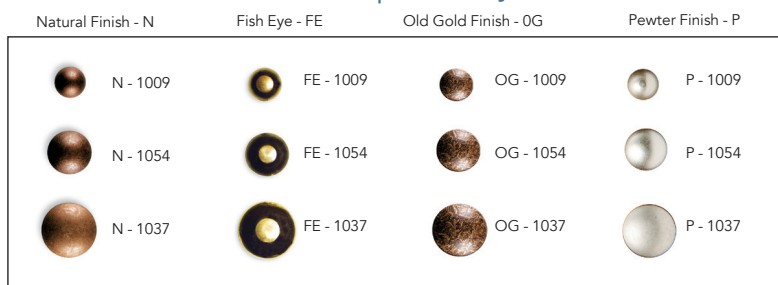 Natural Finish - N Fish Eye - FE Old Gold Finish - 0G Pewter Finish - P
N - 1009 FE - 1009 OG - 1009 P - 1009
N - 1054 FE - 1054 OG - 1054 P - 1054
N - 1037 FE - 1037 OG - 1037 P - 1037